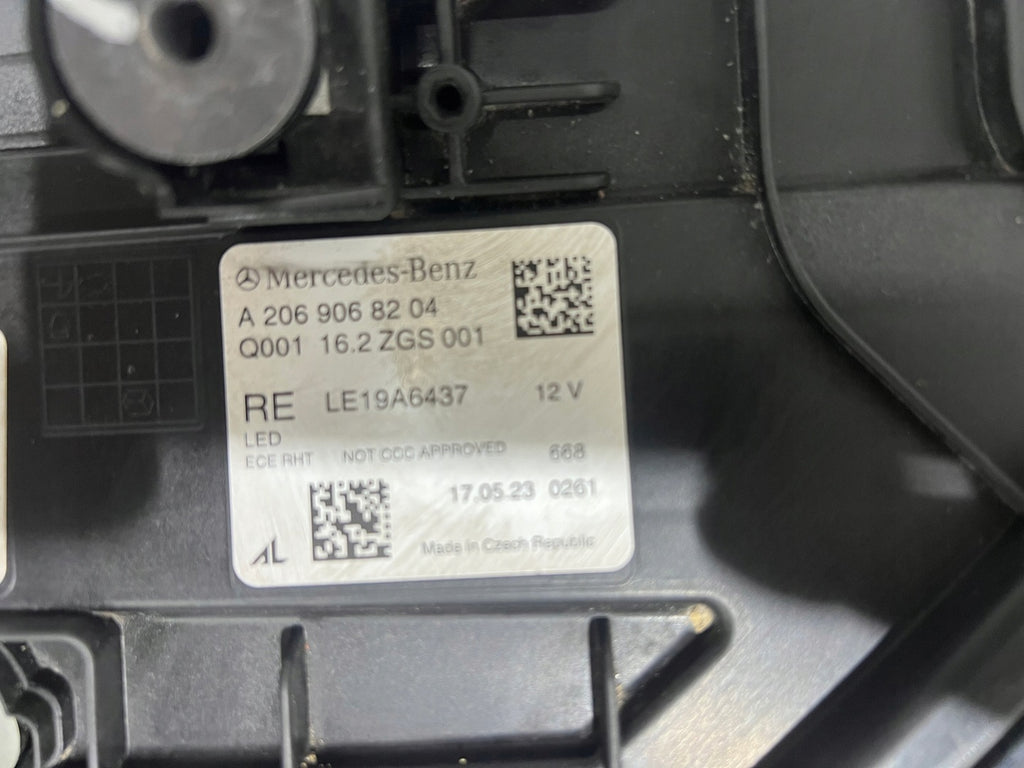 Mercedes-Benz
A 206 906 82 04
Q001 16.2 ZGS 001
RE LE19A6437 12 V
LED
ECE RHT NOT CCC APPROVED 668
17.05.23 0261
AL Made in Czech Republic